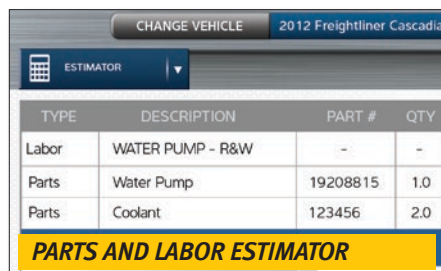 CHANGE VEHICLE 2012 Freightliner Cascadia
ESTIMATOR
TYPE DESCRIPTION PART # QTY
Labor WATER PUMP - R&W - -
Parts Water Pump 19208815 1.0
Parts Coolant 123456 2.0
PARTS AND LABOR ESTIMATOR